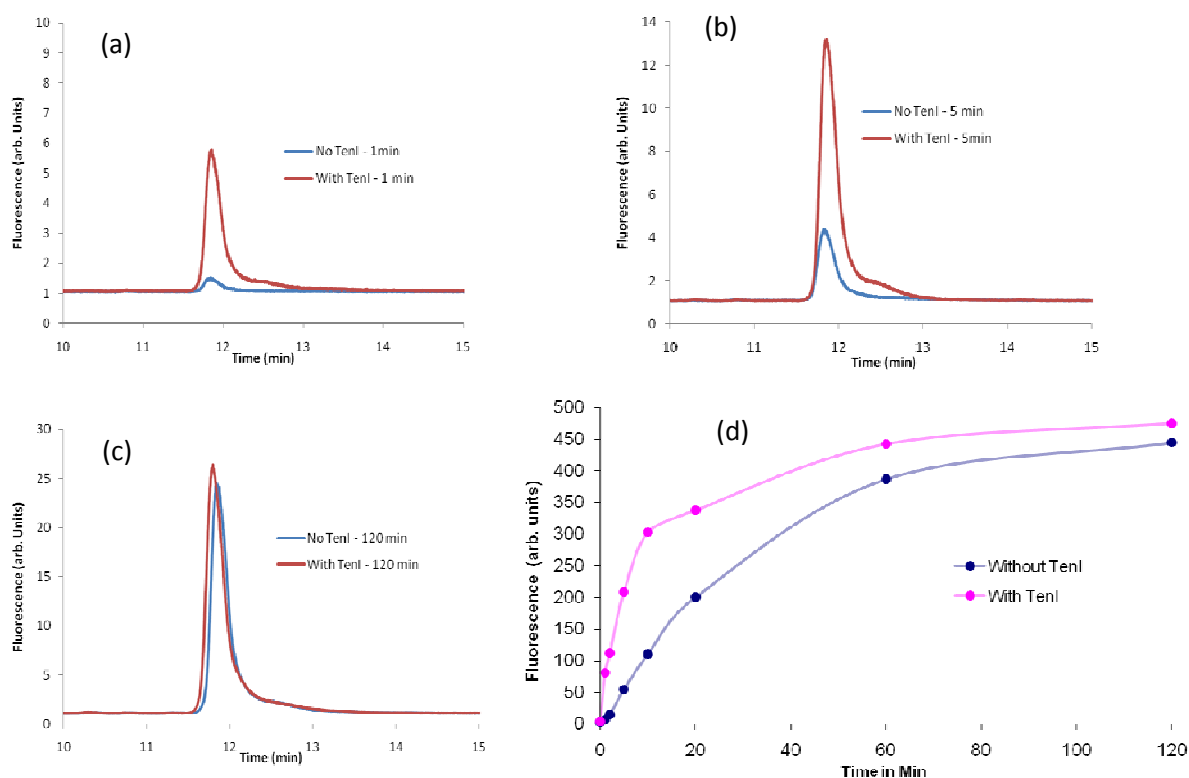 (a)
10
9
8
7
6
5
4
3
2
1
0
Fluorescence (arb. Units)
No TenI - 1min
With TenI - 1 min
10 11 12 13 14 15
Time (min)
(b)
14
12
10
8
6
4
2
0
Fluorescence (arb. Units)
No TenI - 5 min
With TenI - 5min
10 11 12 13 14 15
Time (min)
(c)
30
25
20
15
10
5
0
Fluorescence (arb. Units)
No TenI - 120 min
With TenI - 120 min
10 11 12 13 14 15
Time (min)
(d)
500
450
400
350
300
250
200
150
100
50
0
Fluorescence (arb. units)
Without TenI
With TenI
0 20 40 60 80 100 120
Time in Min